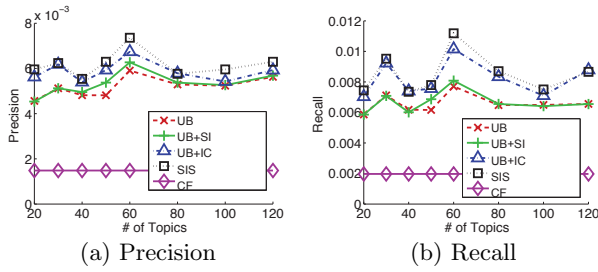 8 x 10⁻³
6
4
2
0
Precision
UB
UB+SI
UB+IC
SIS
CF
20 40 60 80 100 120
# of Topics
(a) Precision
0.012
0.01
0.008
0.006
0.004
0.002
0
Recall
UB
UB+SI
UB+IC
SIS
CF
20 40 60 80 100 120
# of Topics
(b) Recall